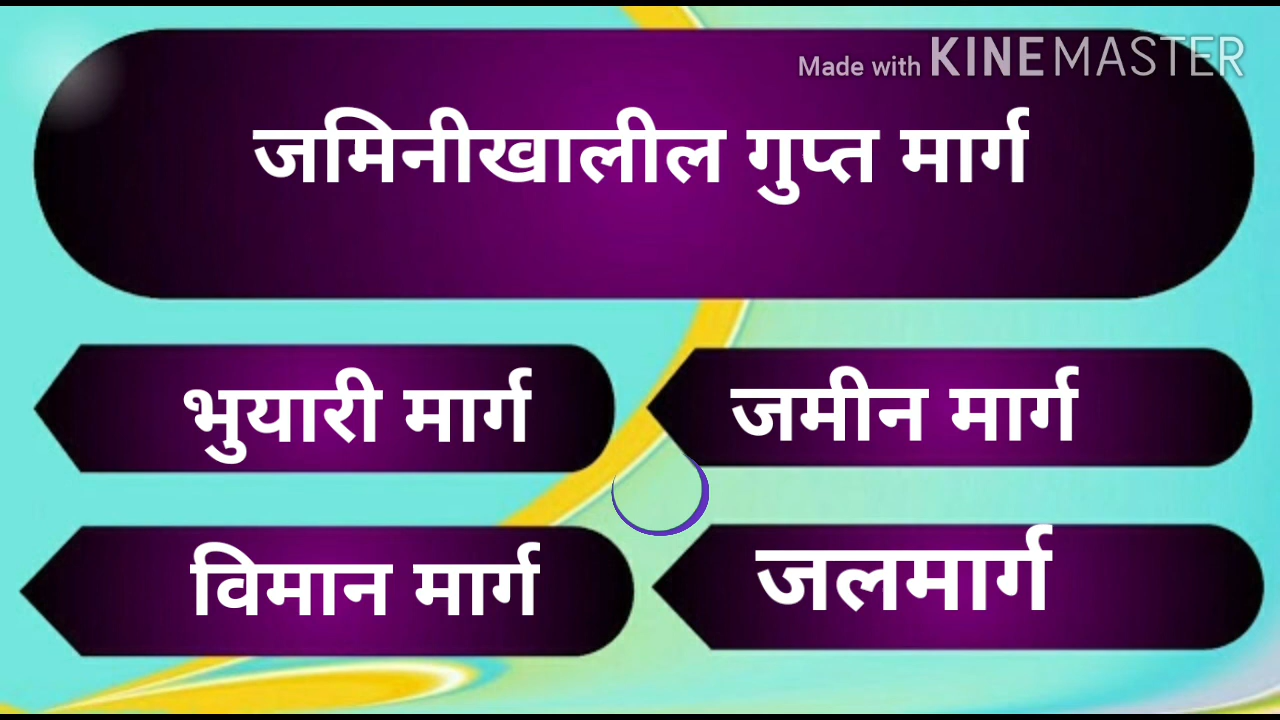 Made with KINEMASTER
जमिनीखालील गुप्त मार्ग
भुयारी मार्ग
जमीन मार्ग
विमान मार्ग
जलमार्ग